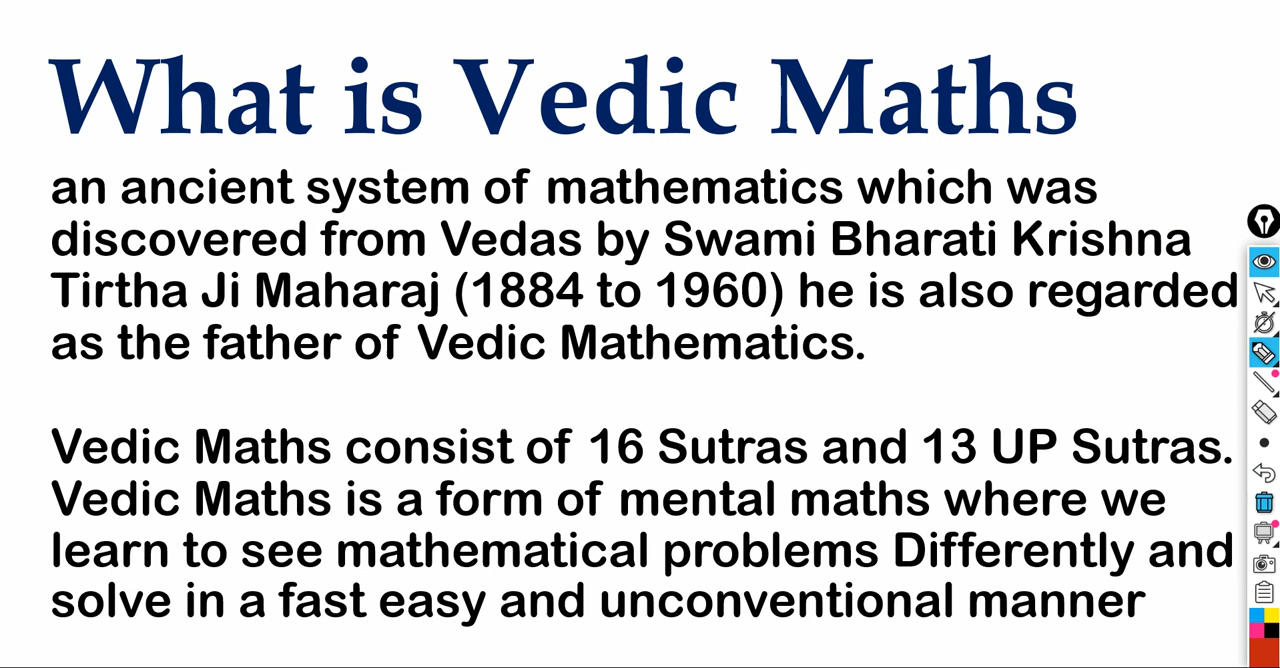 What is Vedic Maths
an ancient system of mathematics which was
discovered from Vedas by Swami Bharati Krishna
Tirtha Ji Maharaj (1884 to 1960) he is also regarded
as the father of Vedic Mathematics.
Vedic Maths consist of 16 Sutras and 13 UP Sutras.
Vedic Maths is a form of mental maths where we
learn to see mathematical problems Differently and
solve in a fast easy and unconventional manner